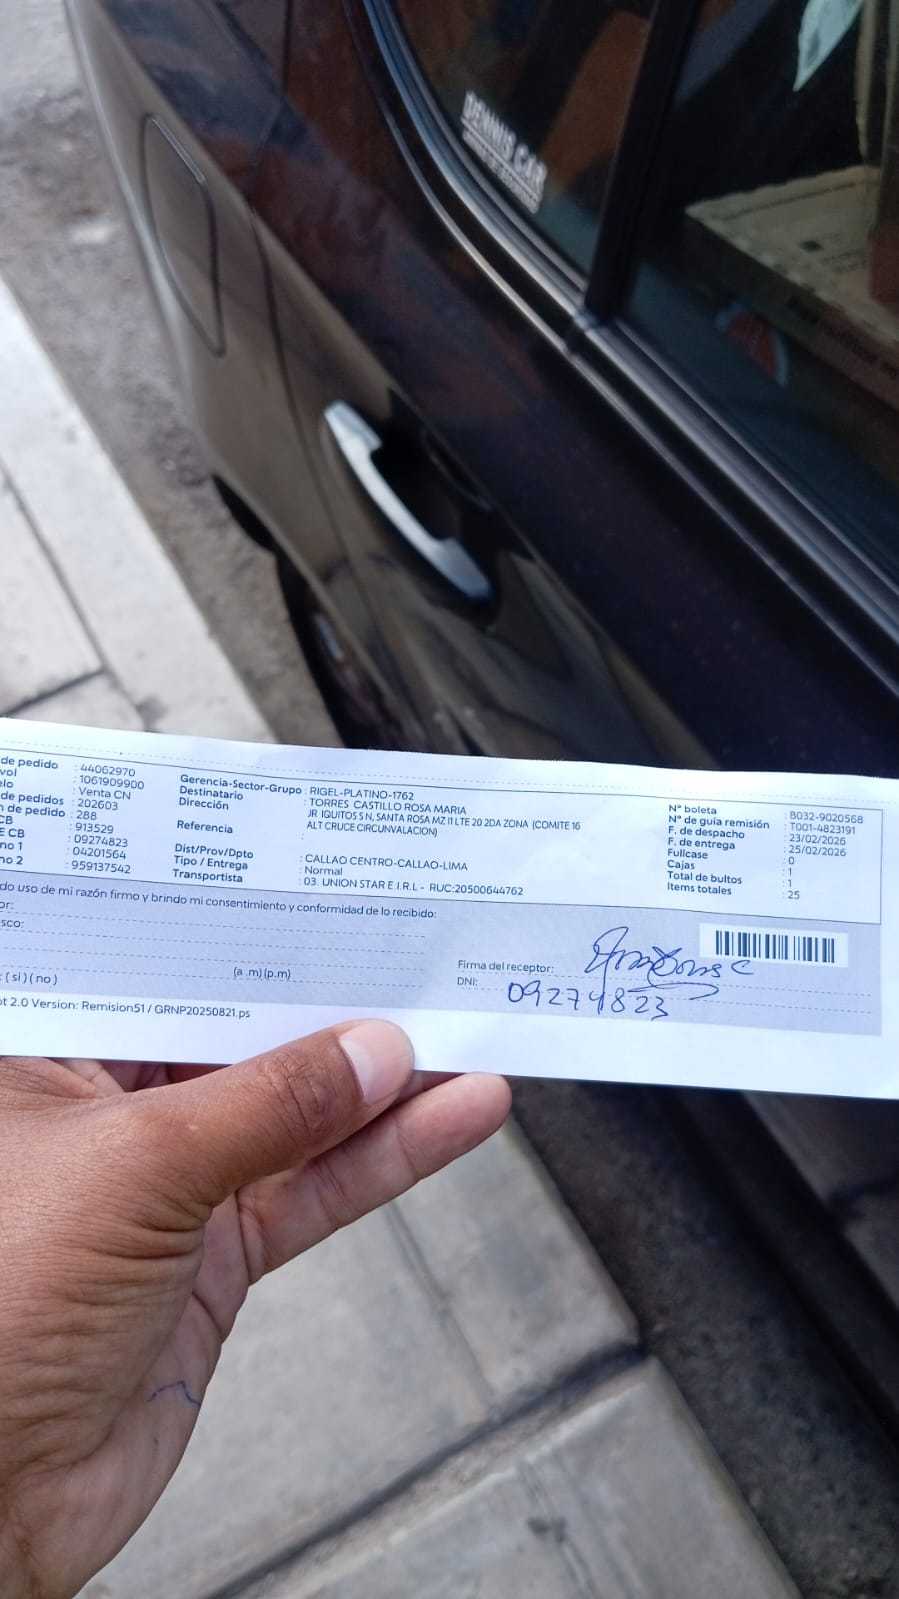 DENNIS CAR
de pedido : 44062970
vol : 1061909900
elo : Venta CN
de pedidos : 202603
n de pedido : 288
CB : 913529
E CB : 09274823
no 1 : 04201564
no 2 : 959137542
Gerencia-Sector-Grupo : RIGEL-PLATINO-1762
Destinatario : TORRES CASTILLO ROSA MARIA
Dirección : JR IQUITOS S N, SANTA ROSA MZ II LTE 20 2DA ZONA (COMITE 16
ALT CRUCE CIRCUNVALACION)
Referencia :
Dist/Prov/Dpto : CALLAO CENTRO-CALLAO-LIMA
Tipo / Entrega : Normal
Transportista : 03. UNION STAR E.I.R.L - RUC:20500644762
N° boleta : B032-9020568
N° de guía remisión : T001-4823191
F. de despacho : 23/02/2026
F. de entrega : 25/02/2026
Fullcase : 0
Cajas : 1
Total de bultos : 1
Items totales : 25
do uso de mi razón firmo y brindo mi consentimiento y conformidad de lo recibido:
or:
sco:
: ( si ) ( no ) (a .m) (p.m)
Firma del receptor:
DNI: 09274823
ot 2.0 Version: Remision51 / GRNP20250821.ps